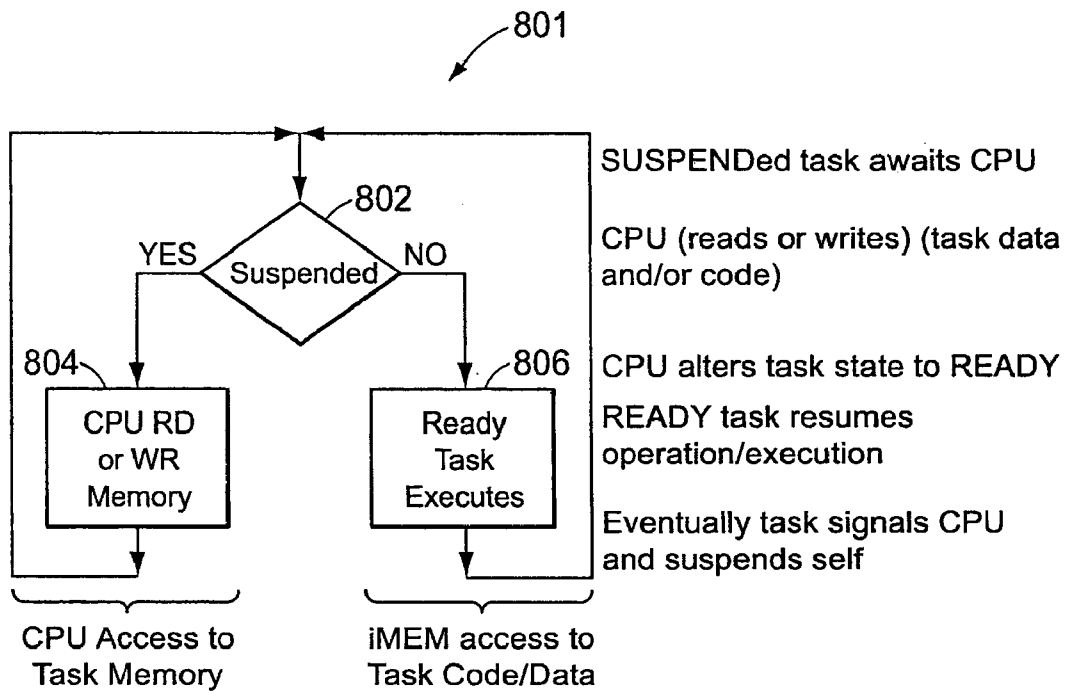 801
SUSPENDed task awaits CPU
802
YES
NO
Suspended
CPU (reads or writes) (task data
and/or code)
804
806
CPU alters task state to READY
CPU RD
or WR
Memory
Ready
Task
Executes
READY task resumes
operation/execution
Eventually task signals CPU
and suspends self
CPU Access to
Task Memory
iMEM access to
Task Code/Data